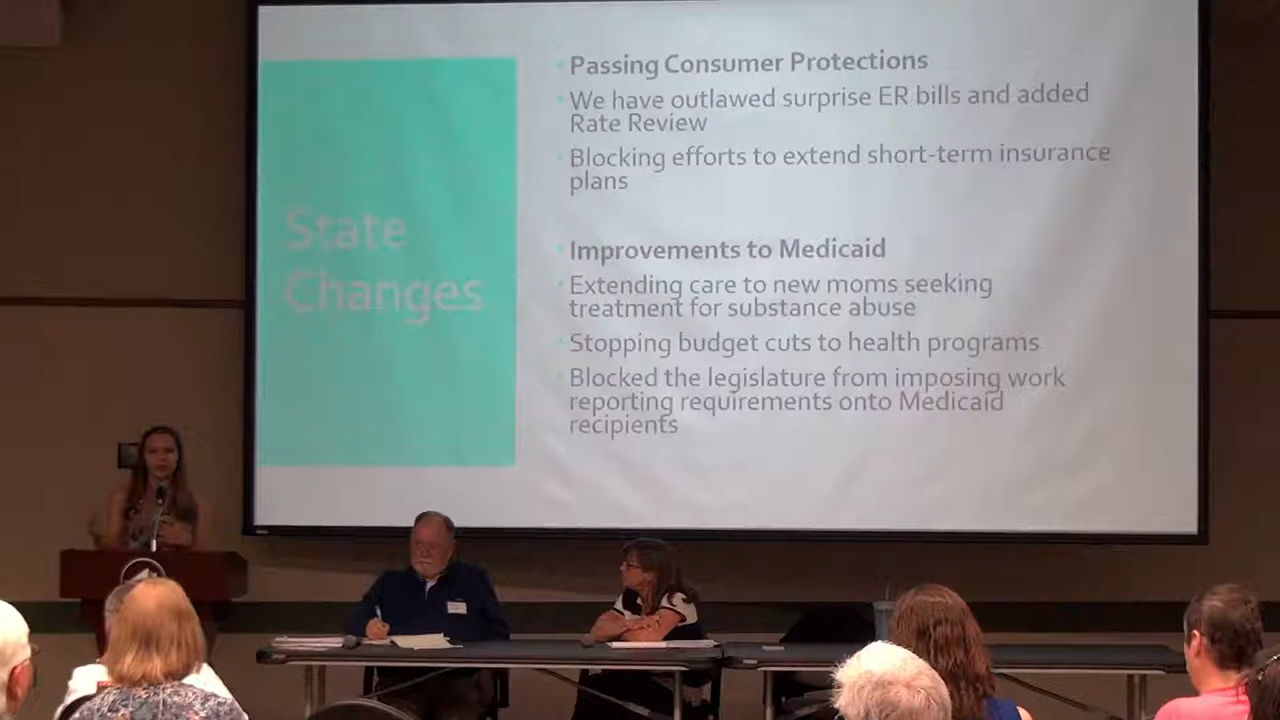 State
Changes
Passing Consumer Protections
We have outlawed surprise ER bills and added
Rate Review
Blocking efforts to extend short-term insurance
plans
Improvements to Medicaid
Extending care to new moms seeking
treatment for substance abuse
Stopping budget cuts to health programs
Blocked the legislature from imposing work
reporting requirements onto Medicaid
recipients